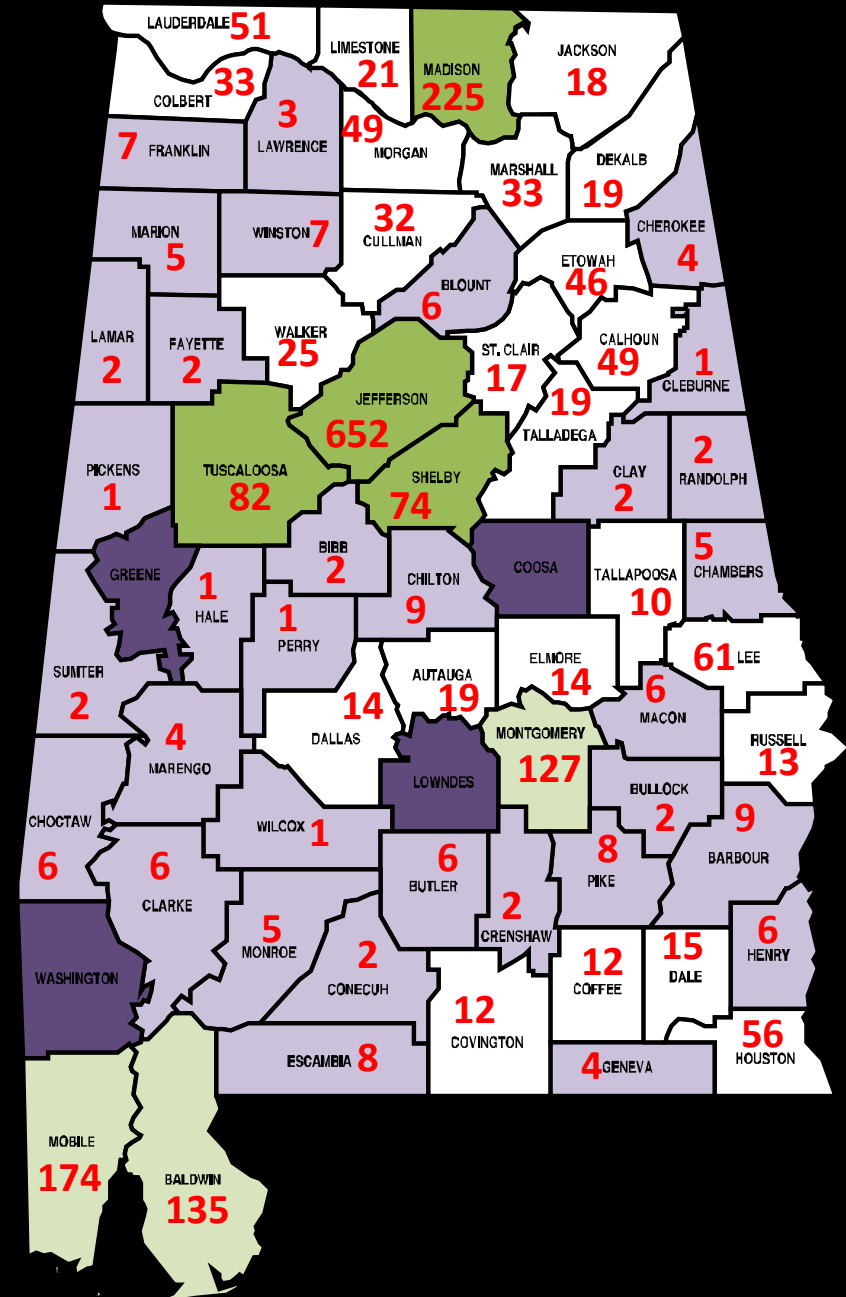 LAUDERDALE 51
LIMESTONE
21
MADISON
225
JACKSON
18
COLBERT 33
3
LAWRENCE
49
MORGAN
7 FRANKLIN
MARSHALL
33
DEKALB
19
MARION
5
WINSTON 7
32
CULLMAN
CHEROKEE
4
BLOUNT
6
ETOWAH
46
LAMAR
2
FAYETTE
2
WALKER
25
ST. CLAIR
17
CALHOUN
49
1
CLEBURNE
JEFFERSON
652
19
TALLADEGA
PICKENS
1
TUSCALOOSA
82
SHELBY
74
CLAY
2
2
RANDOLPH
GREENE
1
HALE
BIBB
2
CHILTON
9
COOSA
TALLAPOOSA
10
5
CHAMBERS
SUMTER
2
1
PERRY
AUTAUGA
19
ELMORE
14
61 LEE
14
DALLAS
6
MACON
4
MARENGO
LOWNDES
MONTGOMERY
127
RUSSELL
13
CHOCTAW
6
WILCOX 1
BULLOCK
2
9
BARBOUR
6
CLARKE
6
BUTLER
2
CRENSHAW
8
PIKE
WASHINGTON
5
MONROE
2
CONECUH
12
COFFEE
15
DALE
6
HENRY
12
COVINGTON
ESCAMBIA 8
4 GENEVA
56
HOUSTON
MOBILE
174
BALDWIN
135